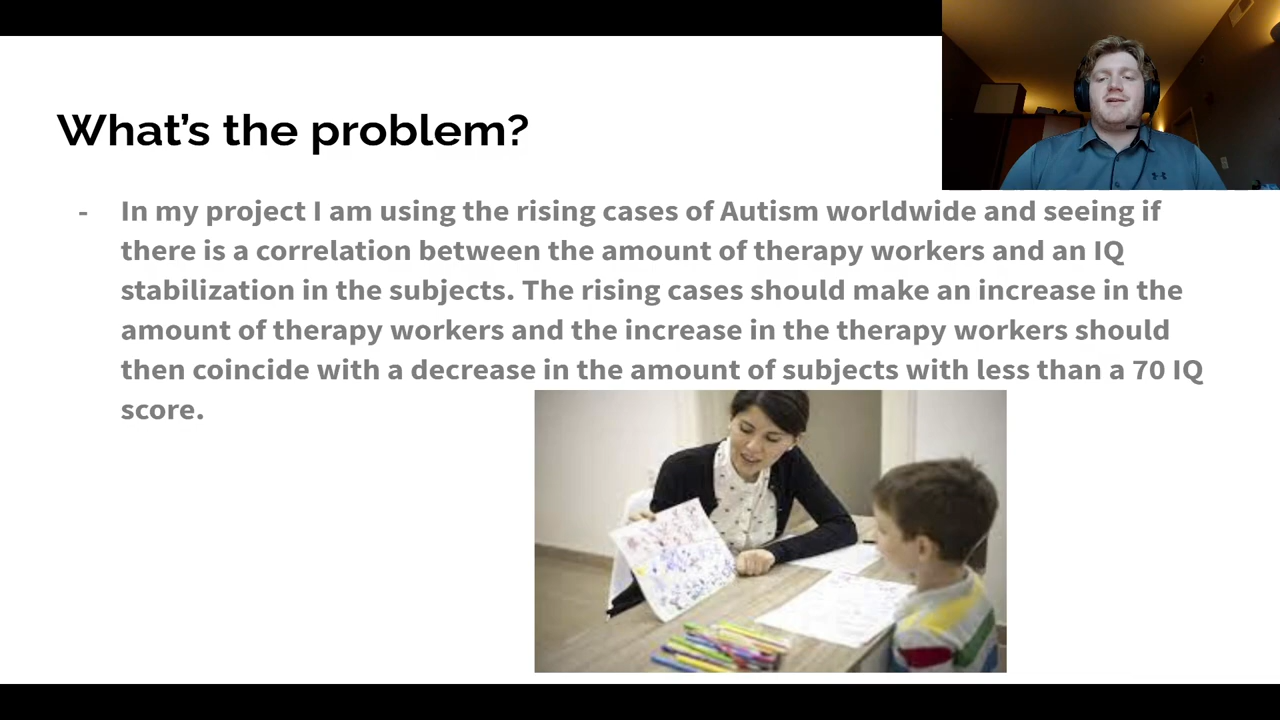 What's the problem?
- In my project I am using the rising cases of Autism worldwide and seeing if
there is a correlation between the amount of therapy workers and an IQ
stabilization in the subjects. The rising cases should make an increase in the
amount of therapy workers and the increase in the therapy workers should
then coincide with a decrease in the amount of subjects with less than a 70 IQ
score.